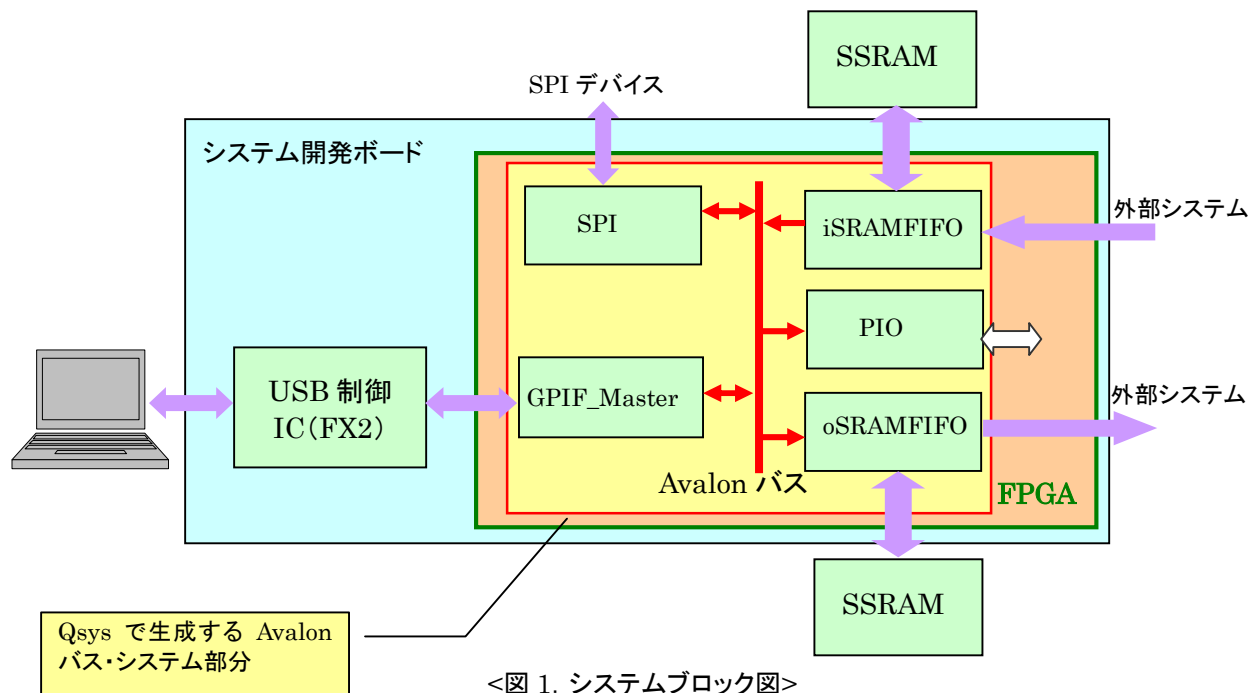 SSRAM
SPI デバイス
システム開発ボード
SPI
iSRAMFIFO
外部システム
PIO
USB 制御
IC(FX2)
GPIF_Master
oSRAMFIFO
外部システム
Avalon バス
FPGA
SSRAM
Qsys で生成する Avalon
バス・システム部分
<図 1. システムブロック図>